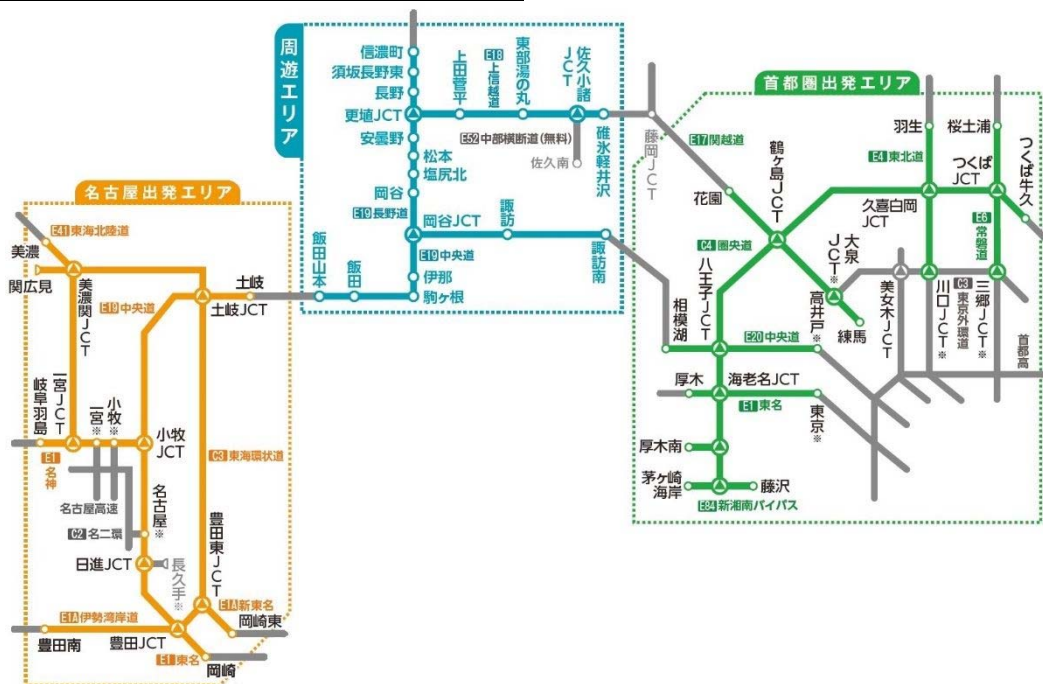 周遊エリア
信濃町
須坂長野東
長野
更埴JCT
安曇野
松本
塩尻北
岡谷
E19長野道
岡谷JCT
E19中央道
伊那
駒ヶ根
飯田
飯田山本
諏訪
諏訪南
上田菅平
E18上信越道
東部湯の丸
佐久小諸JCT
碓氷軽井沢
E52中部横断道(無料)
佐久南
首都圏出発エリア
藤岡JCT
E17関越道
花園
鶴ヶ島JCT
羽生
E4東北道
桜土浦
つくばJCT
つくば牛久
久喜白岡JCT
E6常磐道
C4圏央道
大泉JCT※
練馬
高井戸※
美女木JCT
川口JCT※
C3東京外環道
三郷JCT※
首都高
八王子JCT
相模湖
E20中央道
厚木
海老名JCT
E1東名
東京※
厚木南
茅ヶ崎海岸
藤沢
E84新湘南バイパス
名古屋出発エリア
E41東海北陸道
美濃
関広見
美濃関JCT
E19中央道
土岐
土岐JCT
岐阜羽島
一宮JCT
一宮※
小牧※
小牧JCT
E1名神
名古屋高速
C2名二環
名古屋※
C3東海環状道
日進JCT
長久手※
豊田東JCT
E1A新東名
岡崎東
E1A伊勢湾岸道
豊田南
豊田JCT
E1東名
岡崎